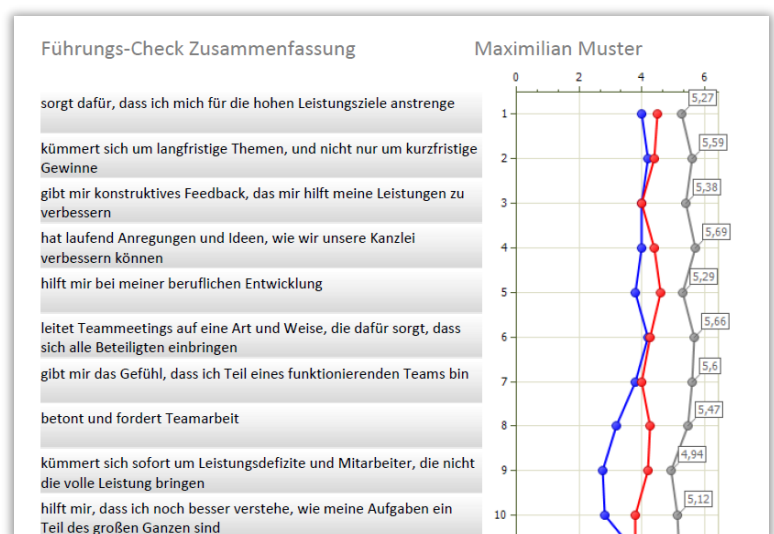 Führungs-Check Zusammenfassung
Maximilian Muster
0 2 4 6
sorgt dafür, dass ich mich für die hohen Leistungsziele anstrenge
1
5,27
kümmert sich um langfristige Themen, und nicht nur um kurzfristige
Gewinne
2
5,59
gibt mir konstruktives Feedback, das mir hilft meine Leistungen zu
verbessern
3
5,38
hat laufend Anregungen und Ideen, wie wir unsere Kanzlei
verbessern können
4
5,69
hilft mir bei meiner beruflichen Entwicklung
5
5,29
leitet Teammeetings auf eine Art und Weise, die dafür sorgt, dass
sich alle Beteiligten einbringen
6
5,66
gibt mir das Gefühl, dass ich Teil eines funktionierenden Teams bin
7
5,6
betont und fordert Teamarbeit
8
5,47
kümmert sich sofort um Leistungsdefizite und Mitarbeiter, die nicht
die volle Leistung bringen
9
4,94
hilft mir, dass ich noch besser verstehe, wie meine Aufgaben ein
Teil des großen Ganzen sind
10
5,12